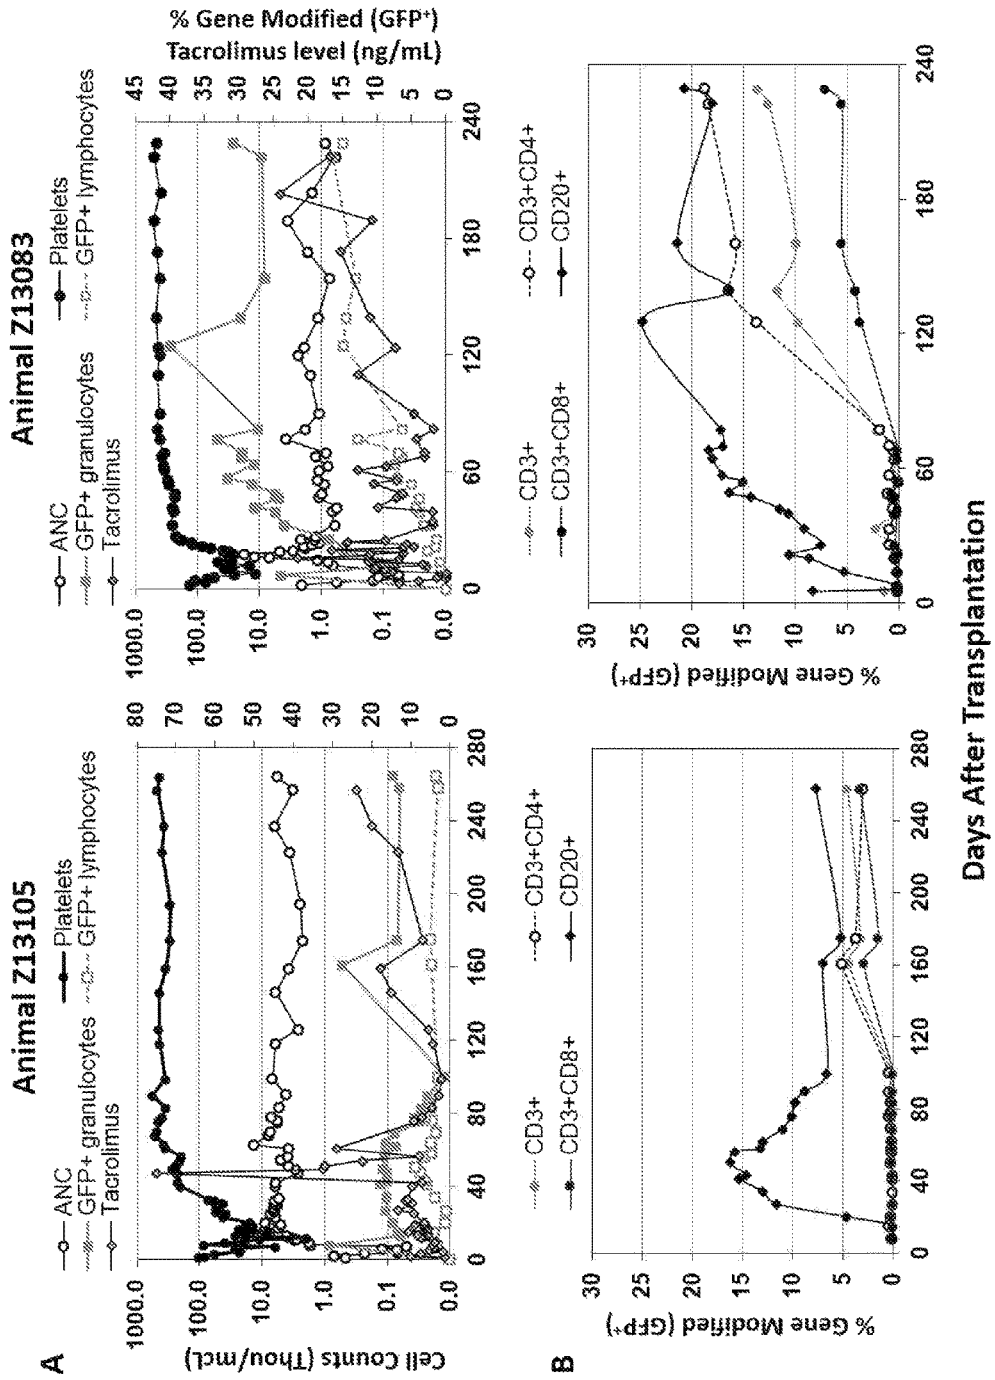 Animal Z13105
Animal Z13083
A
ANC
Platelets
GFP+ granulocytes
GFP+ lymphocytes
Tacrolimus
Cell Counts (Thou/mcL)
1000.0
100.0
10.0
1.0
0.1
0.0
80
70
60
50
40
30
20
10
0
0
40
80
120
160
200
240
280
ANC
Platelets
GFP+ granulocytes
GFP+ lymphocytes
Tacrolimus
1000.0
100.0
10.0
1.0
0.1
0.0
45
40
35
30
25
20
15
10
5
0
0
60
120
180
240
% Gene Modified (GFP+)
Tacrolimus level (ng/mL)
B
CD3+
CD3+CD4+
CD3+CD8+
CD20+
% Gene Modified (GFP+)
30
25
20
15
10
5
0
0
40
80
120
160
200
240
280
CD3+
CD3+CD4+
CD3+CD8+
CD20+
% Gene Modified (GFP+)
30
25
20
15
10
5
0
0
60
120
180
240
Days After Transplantation